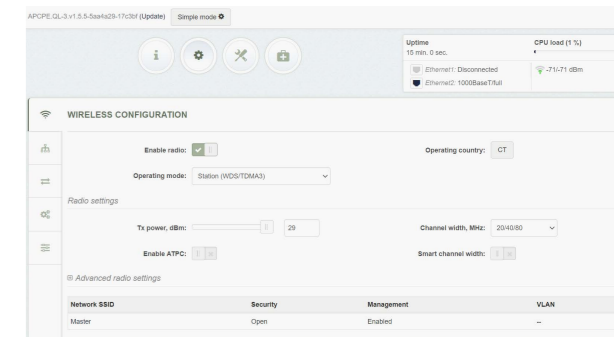 APCPE.QL-3.v1.5.5-5aa4a29-17c3bf (Update) Simple mode
Uptime
15 min. 0 sec.
CPU load (1 %)
Ethernet1: Disconnected
-71/-71 dBm
Ethernet2: 1000BaseT/full
WIRELESS CONFIGURATION
Enable radio:
Operating country: CT
Operating mode: Station (WDS/TDMA3)
Radio settings
Tx power, dBm: 29
Channel width, MHz: 20/40/80
Enable ATPC:
Smart channel width:
Advanced radio settings
Network SSID Security Management VLAN
Master Open Enabled --